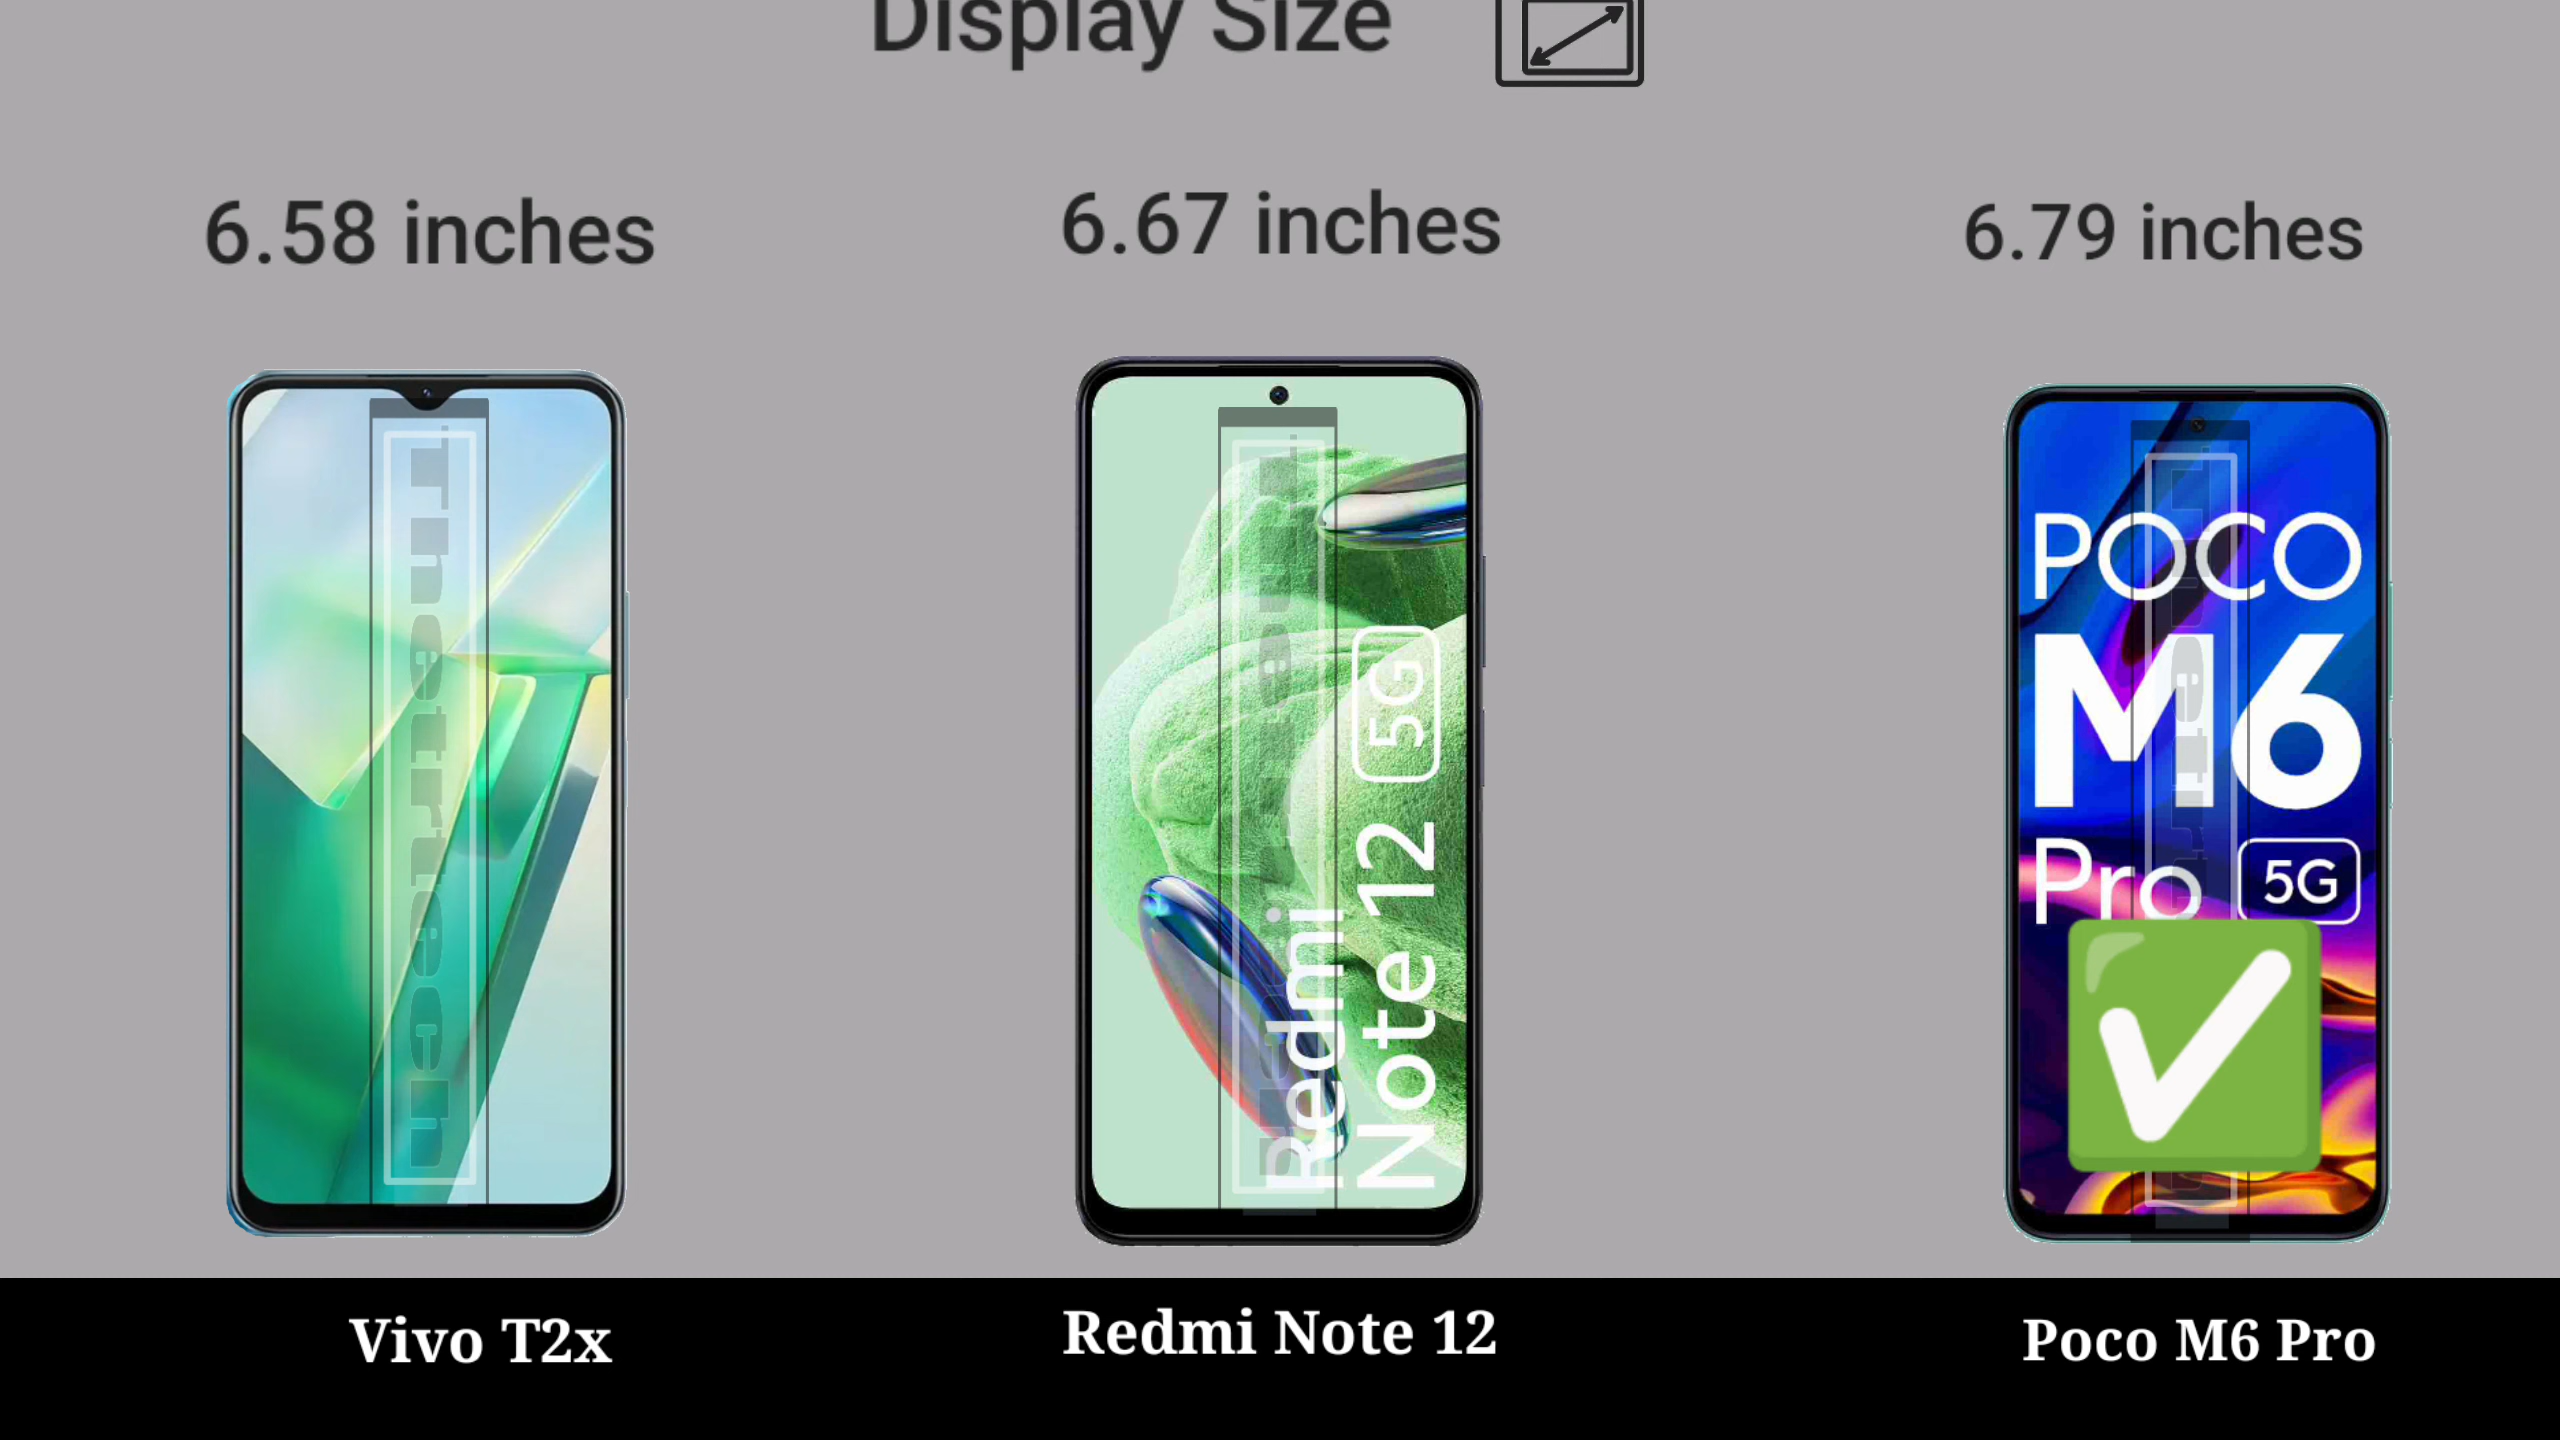 Display Size
6.58 inches
6.67 inches
6.79 inches
Thetrtech
Redmi
Note 12 5G
POCO
M6
Pro 5G
Vivo T2x
Redmi Note 12
Poco M6 Pro